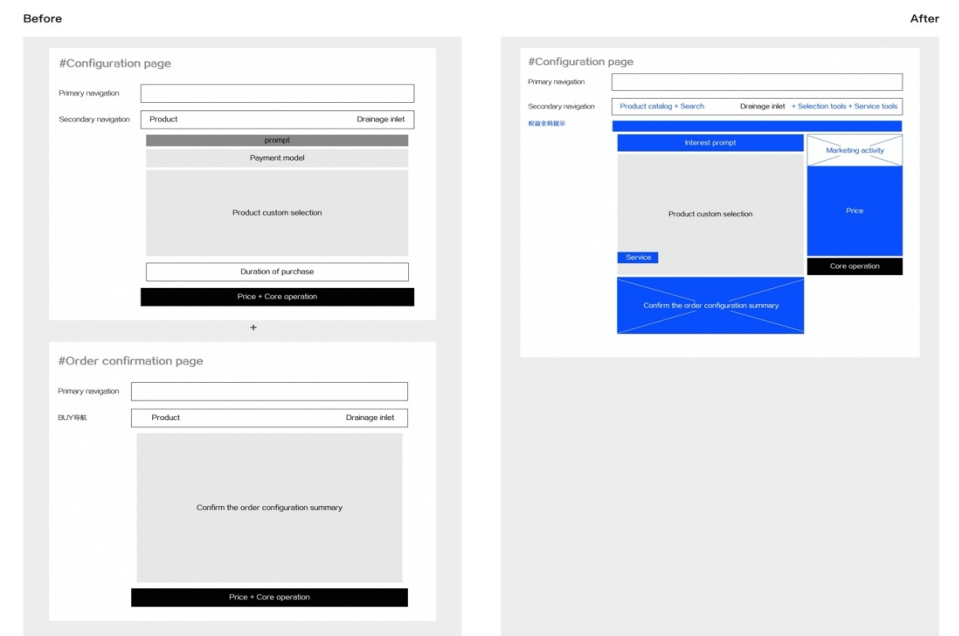 Before
After
#Configuration page
Primary navigation
Secondary navigation
Product
Drainage inlet
prompt
Payment model
Product custom selection
Duration of purchase
Price + Core operation
+
#Order confirmation page
Primary navigation
BUY导航
Product
Drainage inlet
Confirm the order configuration summary
Price + Core operation
#Configuration page
Primary navigation
Secondary navigation
Product catalog + Search
Drainage inlet + Selection tools + Service tools
权益全局提示
Interest prompt
Marketing activity
Product custom selection
Price
Service
Core operation
Confirm the order configuration summary